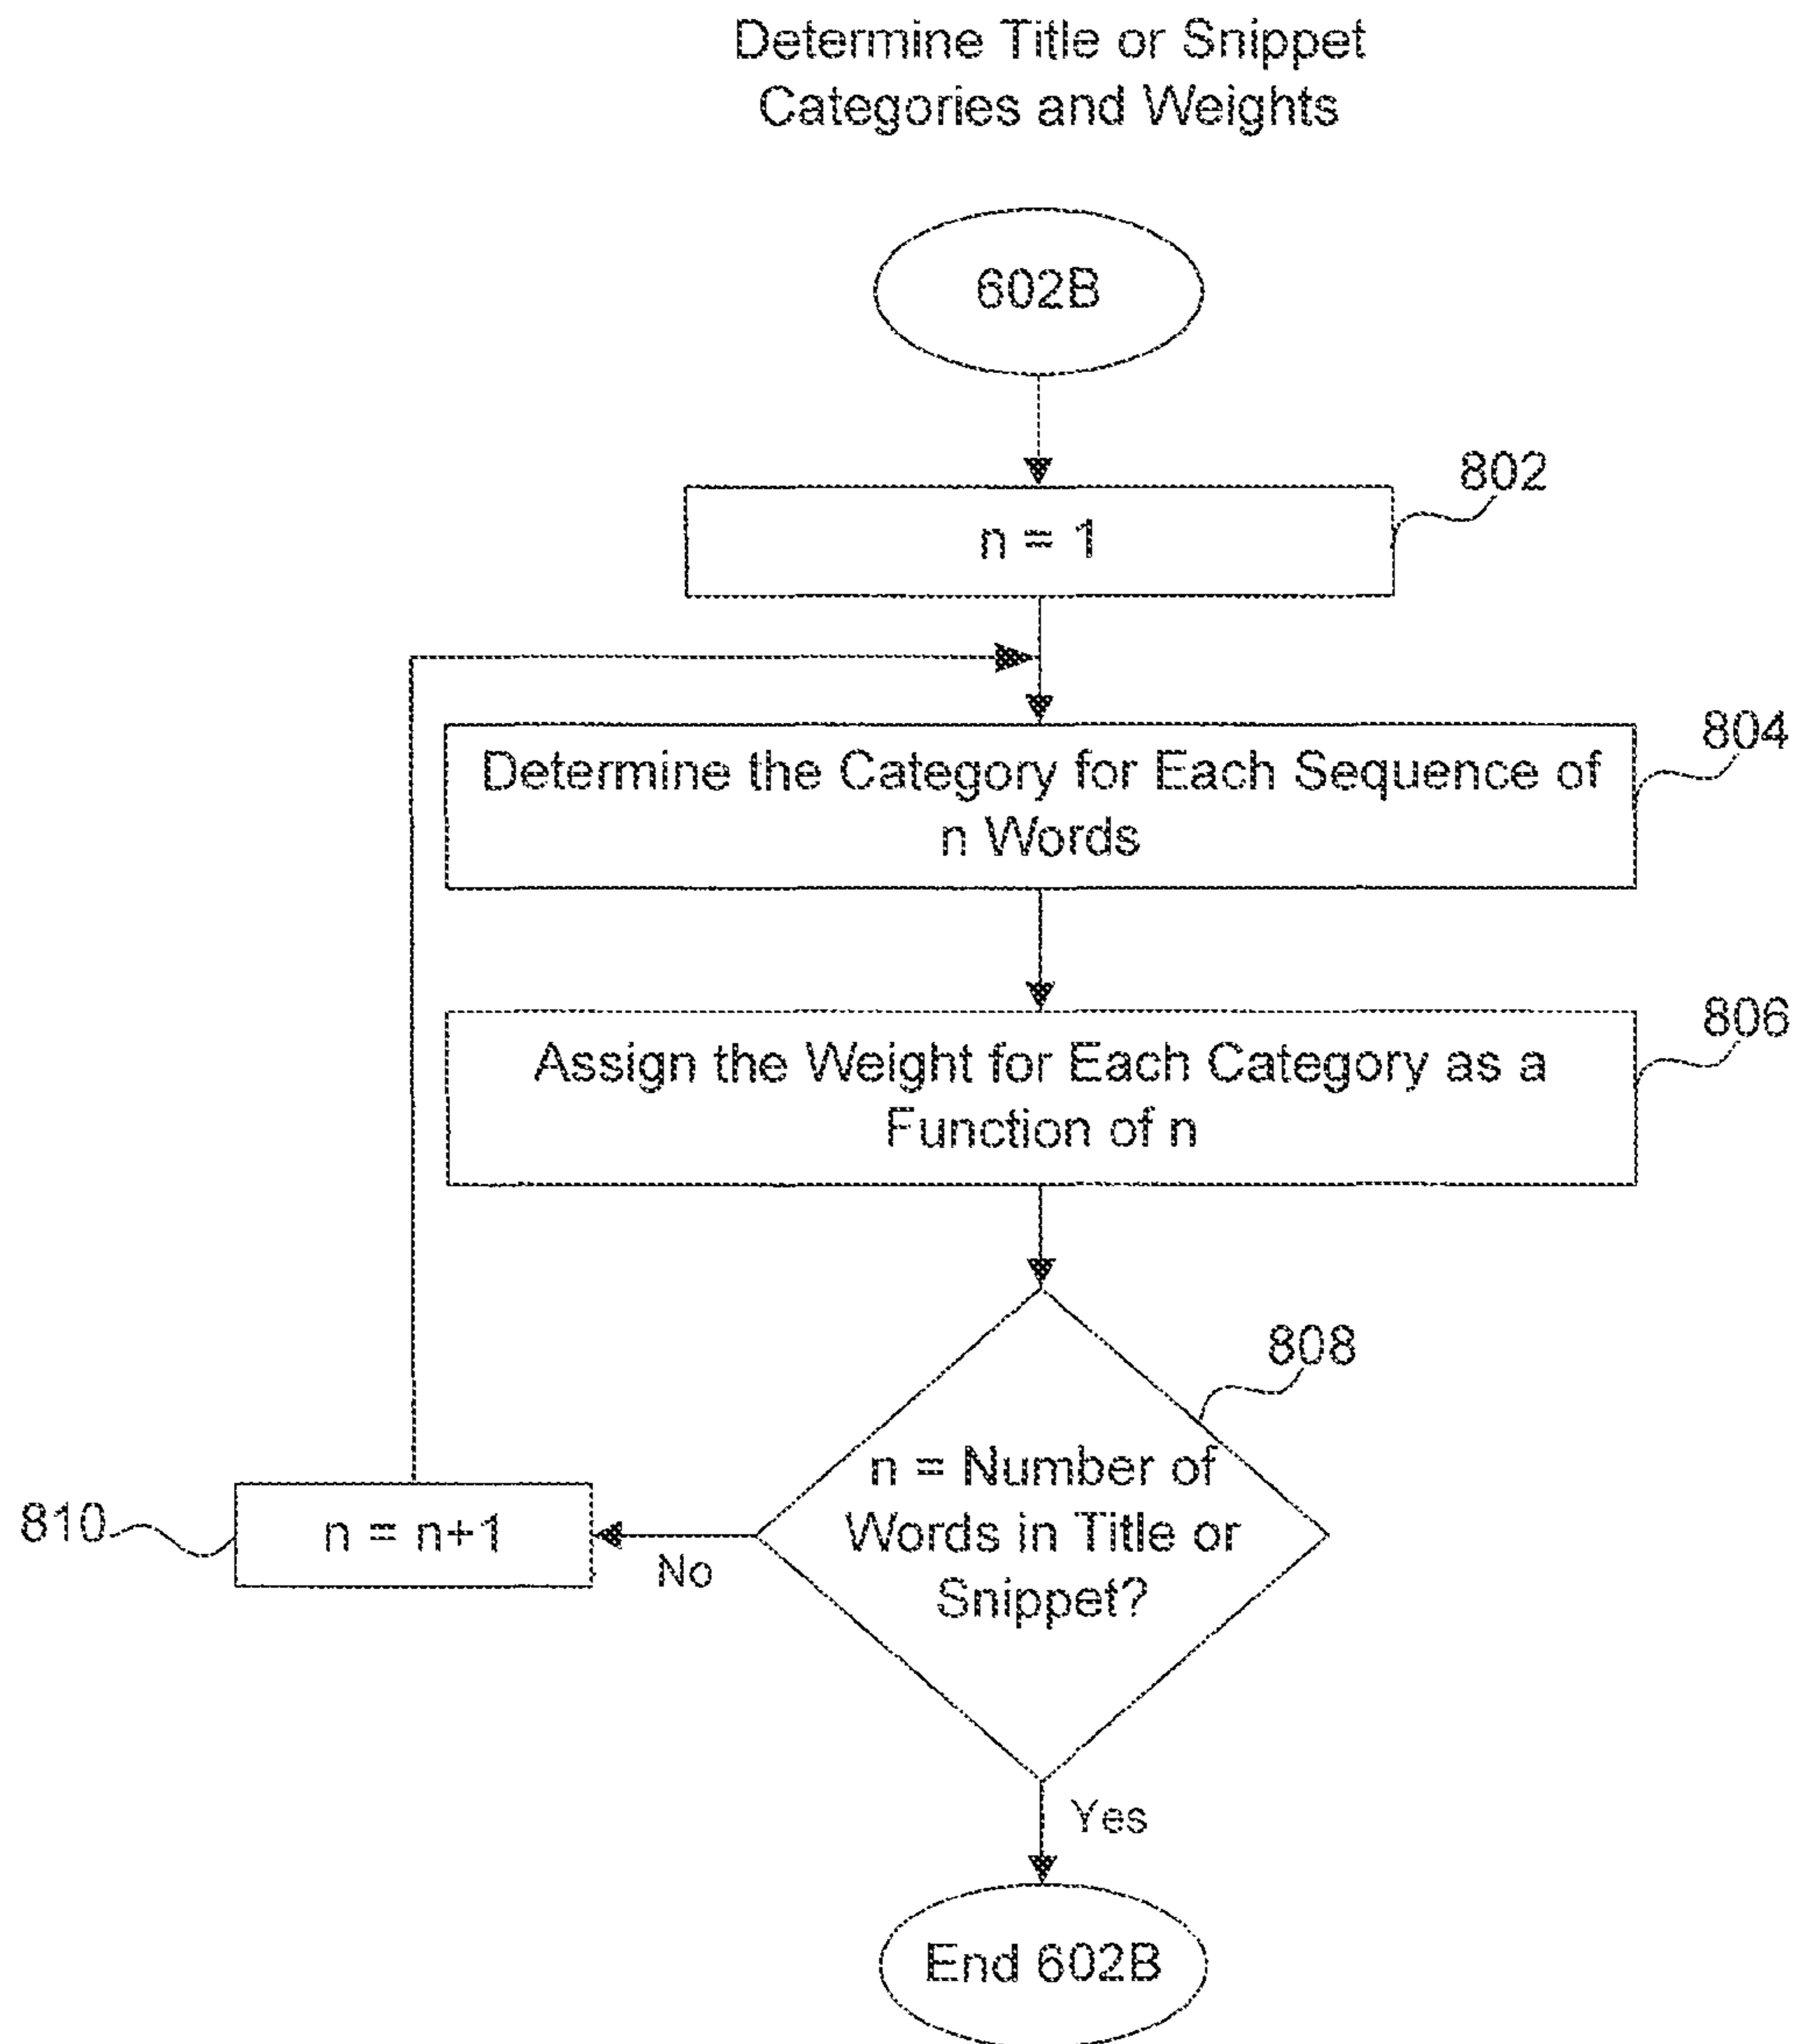 Determine Title or Snippet
Categories and Weights
602B
802
n = 1
804
Determine the Category for Each Sequence of
n Words
806
Assign the Weight for Each Category as a
Function of n
808
n = Number of
Words in Title or
Snippet?
810
n = n+1
No
Yes
End 602B